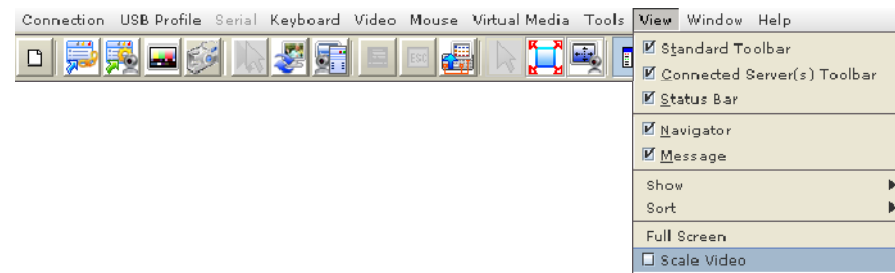 Connection USB Profile Serial Keyboard Video Mouse Virtual Media Tools View Window Help
ESC
Standard Toolbar
Connected Server(s) Toolbar
Status Bar
Navigator
Message
Show
Sort
Full Screen
Scale Video